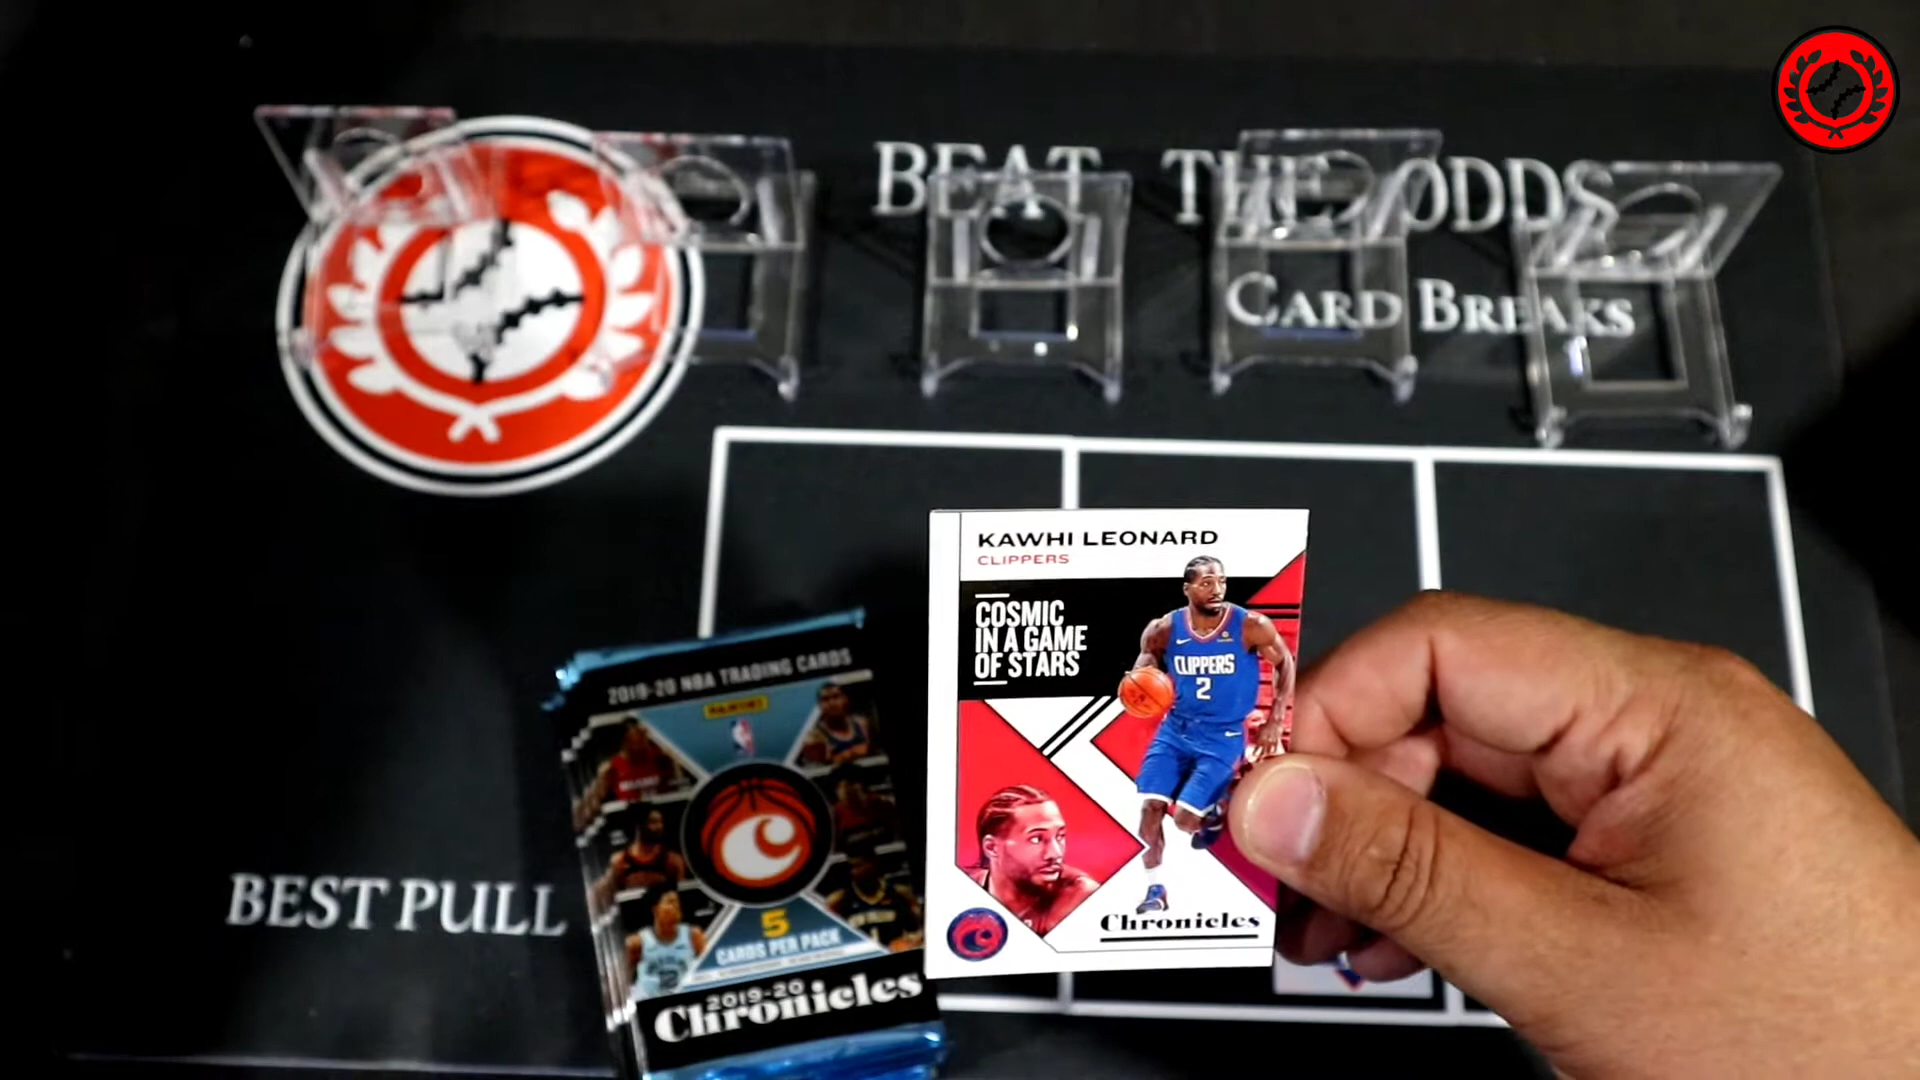 BEAT THE ODDS
CARD BREAKS
KAWHI LEONARD
CLIPPERS
COSMIC
IN A GAME
OF STARS
CLIPPERS
2
Chronicles
2019-20 NBA TRADING CARDS
PANINI
5
CARDS PER PACK
2019-20
Chronicles
BEST PULL